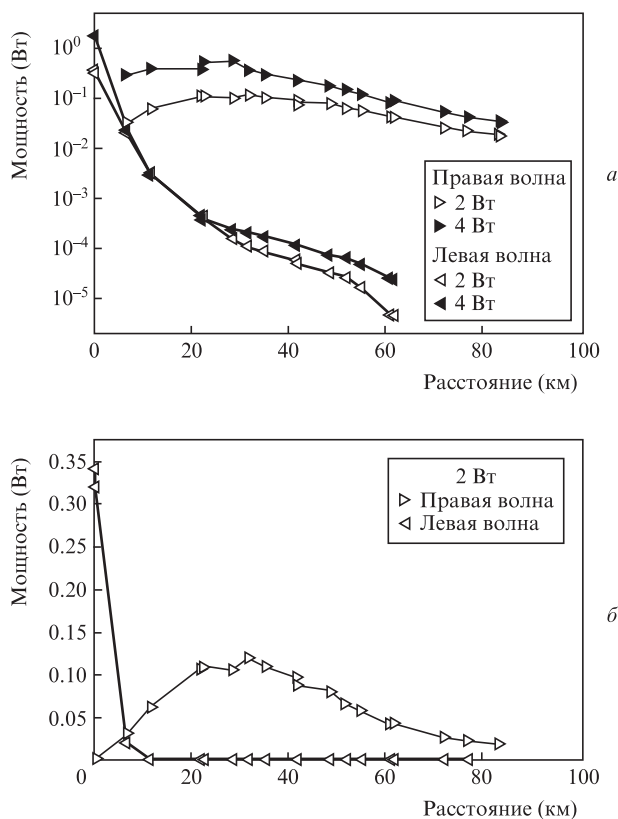 Мощность (Вт)
10⁰
10⁻¹
10⁻²
10⁻³
10⁻⁴
10⁻⁵
Правая волна
2 Вт
4 Вт
Левая волна
2 Вт
4 Вт
а
0 20 40 60 80 100
Расстояние (км)
Мощность (Вт)
0.35
0.30
0.25
0.20
0.15
0.10
0.05
2 Вт
Правая волна
Левая волна
б
0 20 40 60 80 100
Расстояние (км)